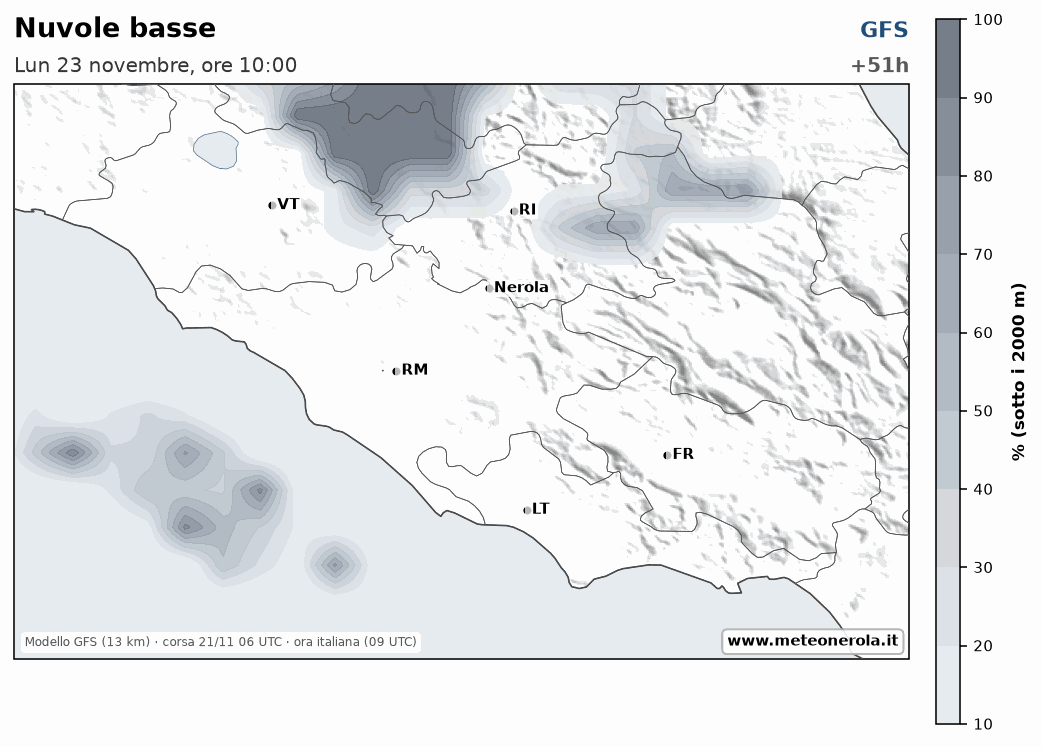 Nuvole basse
GFS
Lun 23 novembre, ore 10:00
+51h
100
90
80
70
60
50
40
30
20
10
% (sotto i 2000 m)
VT
RI
Nerola
RM
FR
LT
Modello GFS (13 km) · corsa 21/11 06 UTC · ora italiana (09 UTC)
www.meteonerola.it